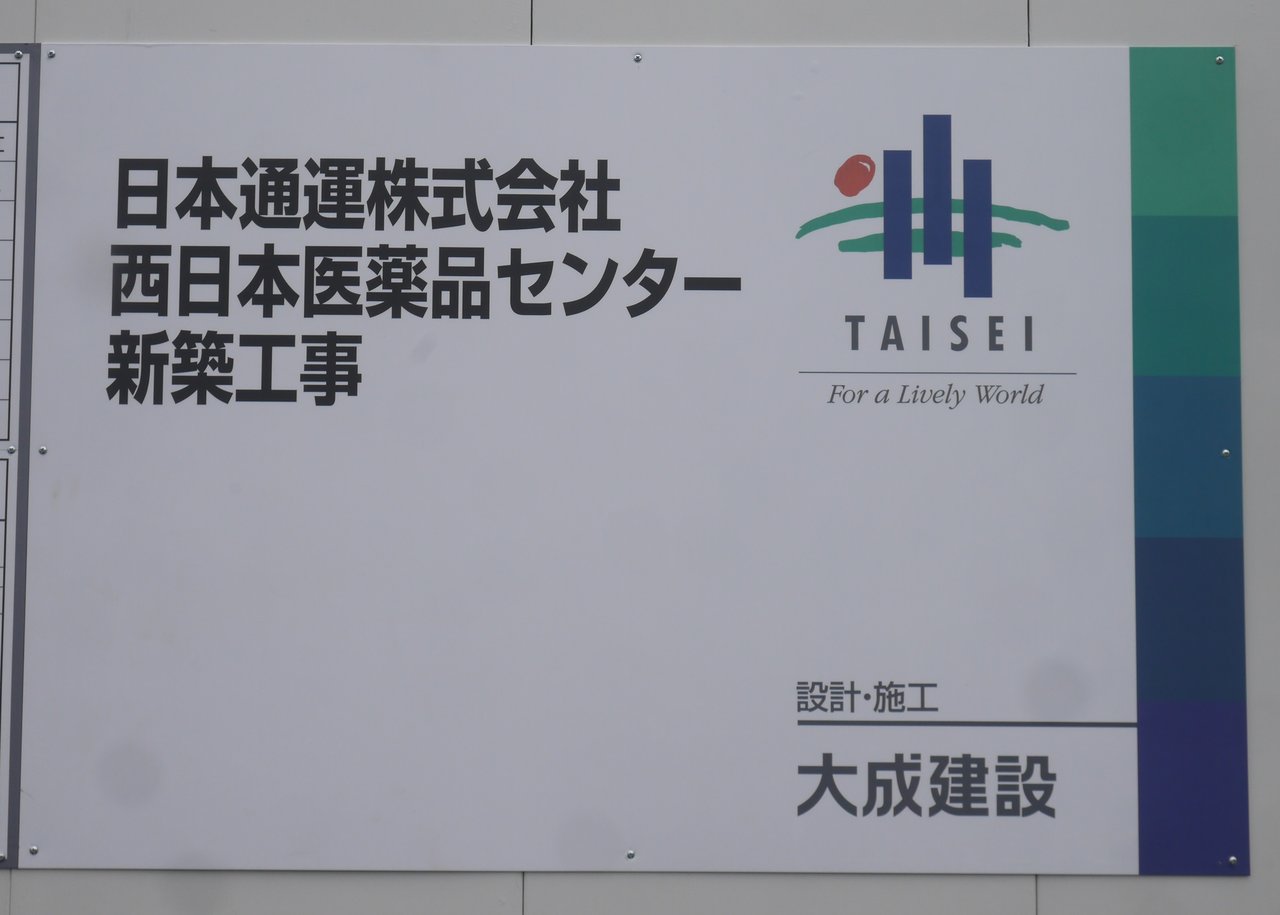 日本通運株式会社
西日本医薬品センター
新築工事
TAISEI
For a Lively World
設計・施工
大成建設